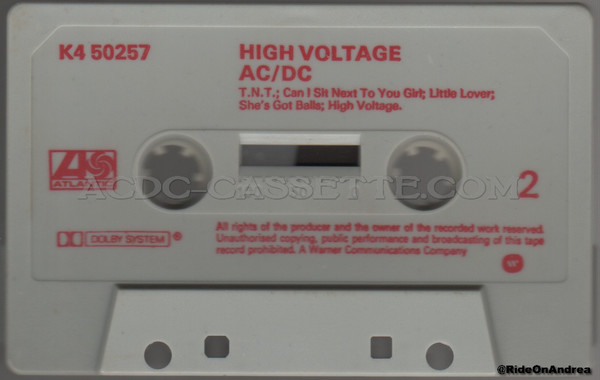 K4 50257
HIGH VOLTAGE
AC/DC
T.N.T.; Can I Sit Next To You Girl; Little Lover;
She's Got Balls; High Voltage.
ATLANTIC
ACDC-CASSETTE.COM
2
DOLBY SYSTEM ®
All rights of the producer and the owner of the recorded work reserved.
Unauthorised copying, public performance and broadcasting of this tape
record prohibited. A Warner Communications Company
@RideOnAndrea